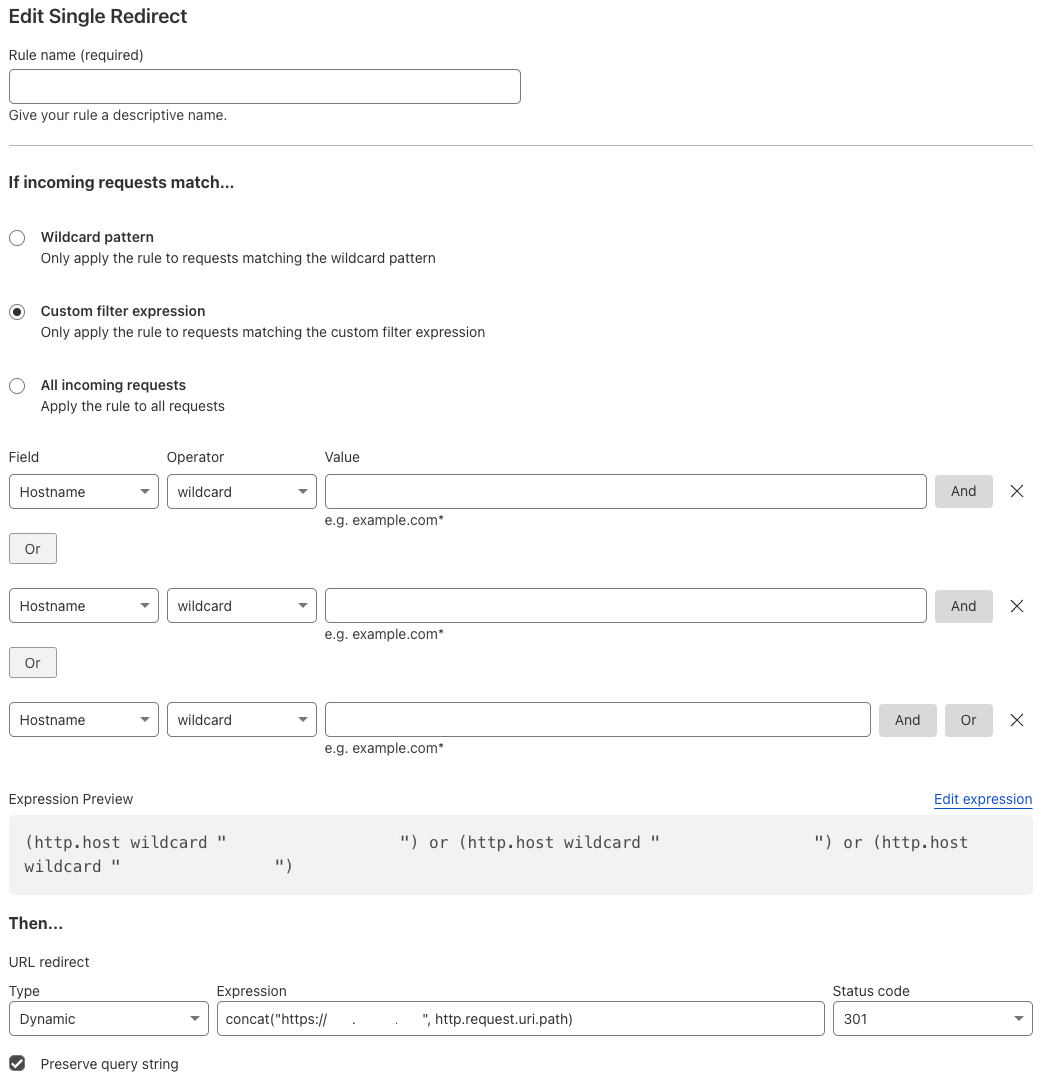 Edit Single Redirect
Rule name (required)
Give your rule a descriptive name.
If incoming requests match...
Wildcard pattern
Only apply the rule to requests matching the wildcard pattern
Custom filter expression
Only apply the rule to requests matching the custom filter expression
All incoming requests
Apply the rule to all requests
Field Operator Value
Hostname wildcard And
e.g. example.com*
Or
Hostname wildcard And
e.g. example.com*
Or
Hostname wildcard And Or
e.g. example.com*
Expression Preview Edit expression
(http.host wildcard " ") or (http.host wildcard " ") or (http.host
wildcard " ")
Then...
URL redirect
Type Expression Status code
Dynamic concat("https:// . . ", http.request.uri.path) 301
Preserve query string